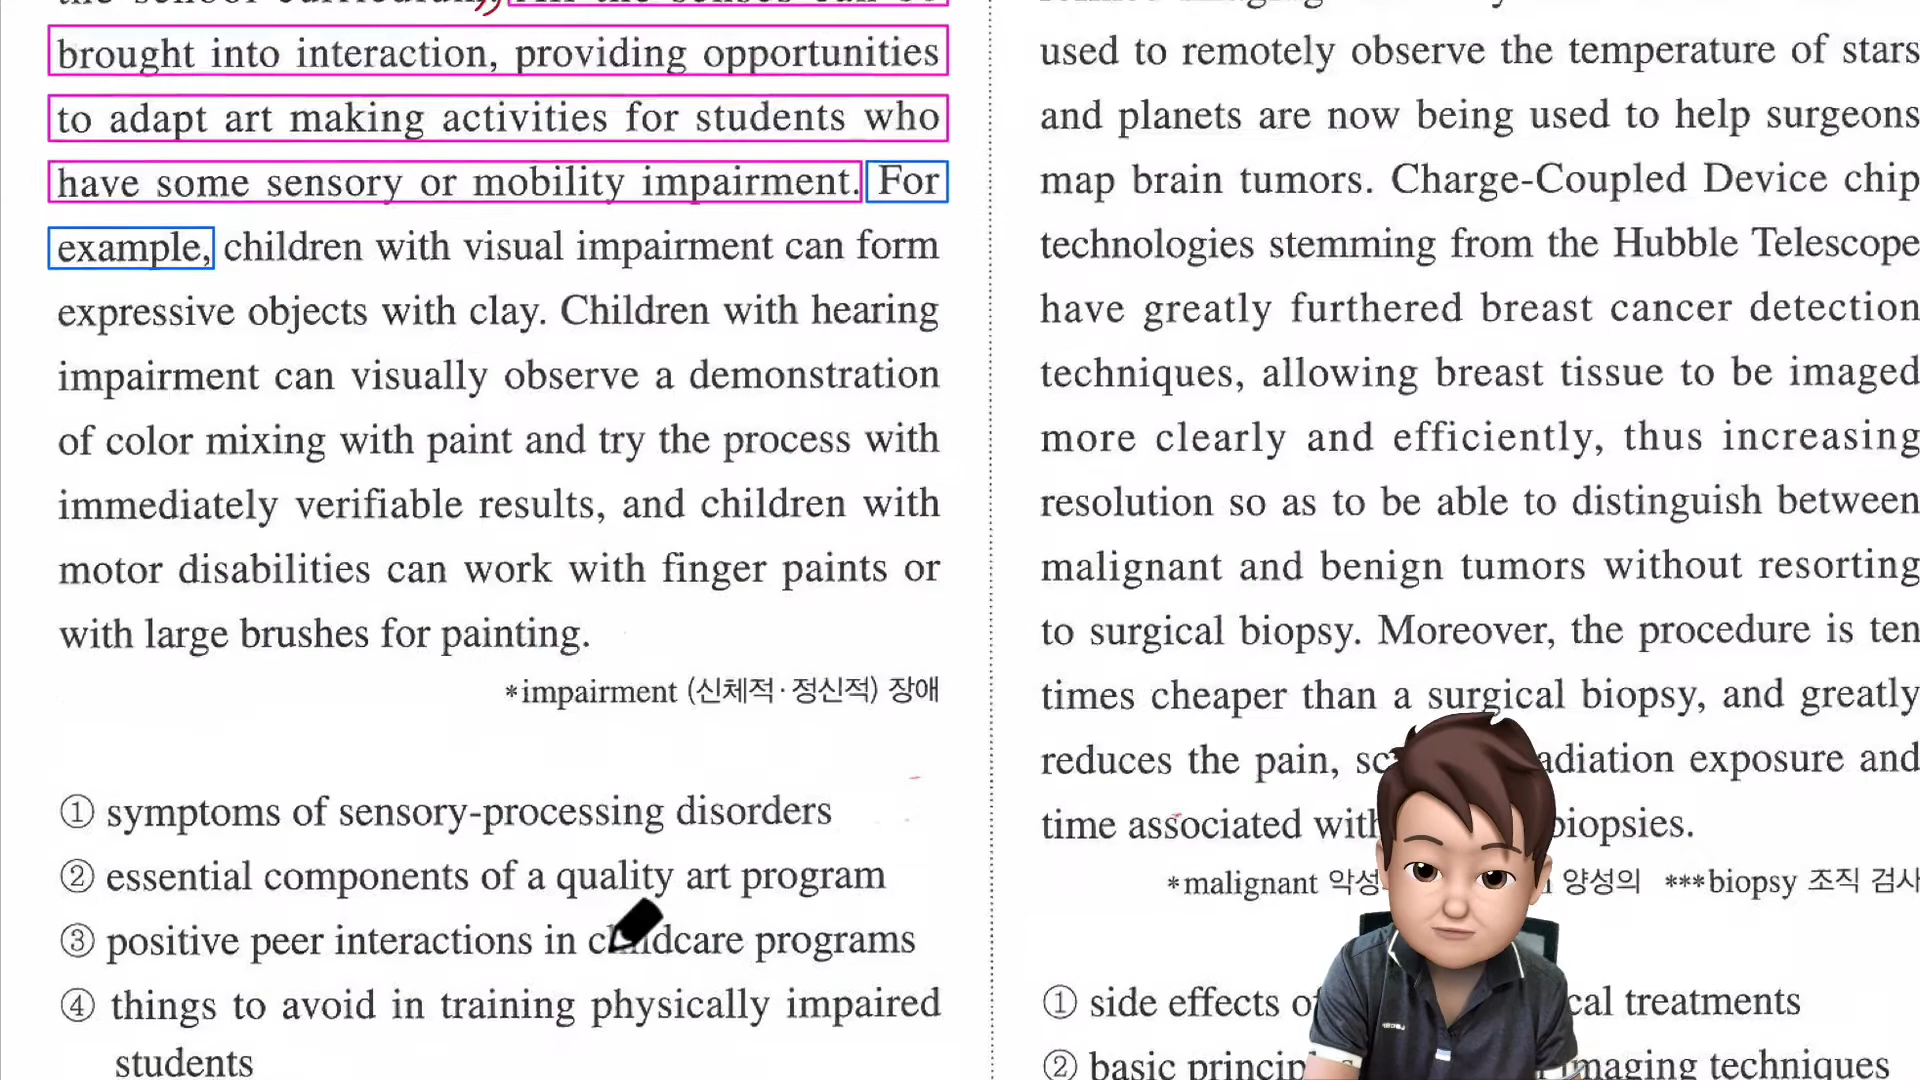 brought into interaction, providing opportunities
to adapt art making activities for students who
have some sensory or mobility impairment. For
example, children with visual impairment can form
expressive objects with clay. Children with hearing
impairment can visually observe a demonstration
of color mixing with paint and try the process with
immediately verifiable results, and children with
motor disabilities can work with finger paints or
with large brushes for painting.
*impairment (신체적·정신적) 장애
① symptoms of sensory-processing disorders
② essential components of a quality art program
③ positive peer interactions in childcare programs
④ things to avoid in training physically impaired
students
used to remotely observe the temperature of stars
and planets are now being used to help surgeons
map brain tumors. Charge-Coupled Device chip
technologies stemming from the Hubble Telescope
have greatly furthered breast cancer detection
techniques, allowing breast tissue to be imaged
more clearly and efficiently, thus increasing
resolution so as to be able to distinguish between
malignant and benign tumors without resorting
to surgical biopsy. Moreover, the procedure is ten
times cheaper than a surgical biopsy, and greatly
reduces the pain, radiation exposure and
time associated with biopsies.
*malignant 양성의 ***biopsy 조직 검사
① side effects treatments
② basic imaging techniques